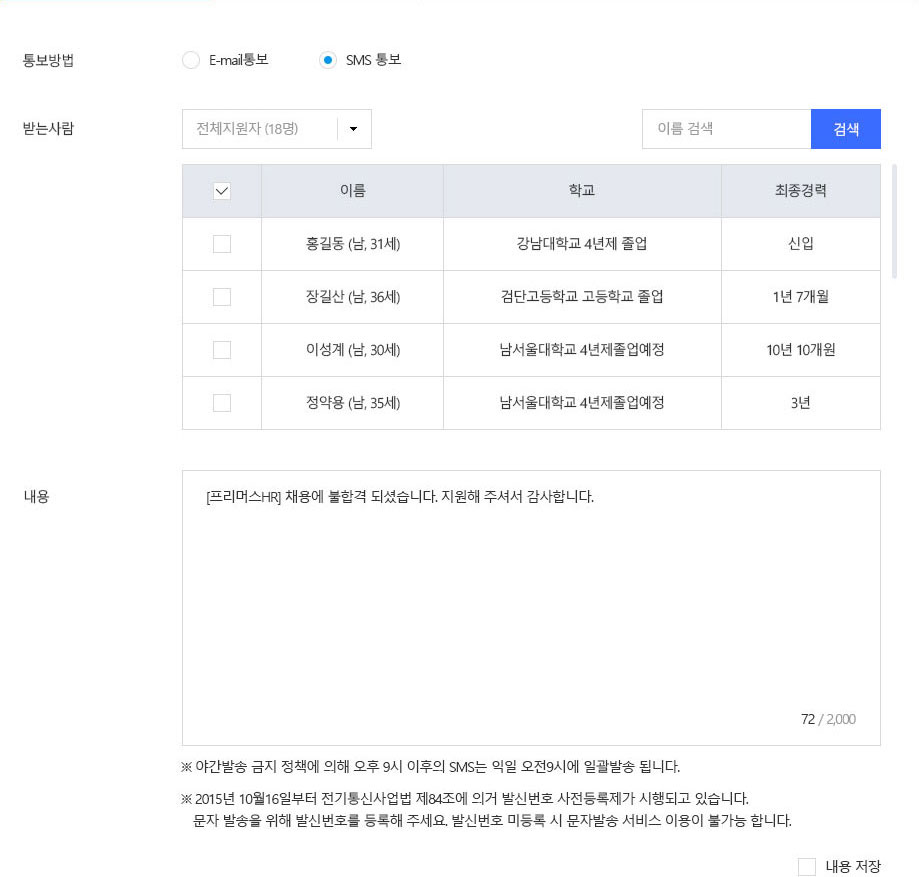 통보방법 E-mail통보 SMS 통보
받는사람 전체지원자 (18명) 이름 검색 검색
이름 학교 최종경력
홍길동 (남, 31세) 강남대학교 4년제 졸업 신입
장길산 (남, 36세) 검단고등학교 고등학교 졸업 1년 7개월
이성계 (남, 30세) 남서울대학교 4년제졸업예정 10년 10개원
정약용 (남, 35세) 남서울대학교 4년제졸업예정 3년
내용 [프리머스HR] 채용에 불합격 되셨습니다. 지원해 주셔서 감사합니다.
72 / 2,000
※ 야간발송 금지 정책에 의해 오후 9시 이후의 SMS는 익일 오전9시에 일괄발송 됩니다.
※ 2015년 10월16일부터 전기통신사업법 제84조에 의거 발신번호 사전등록제가 시행되고 있습니다.
문자 발송을 위해 발신번호를 등록해 주세요. 발신번호 미등록 시 문자발송 서비스 이용이 불가능 합니다.
내용 저장